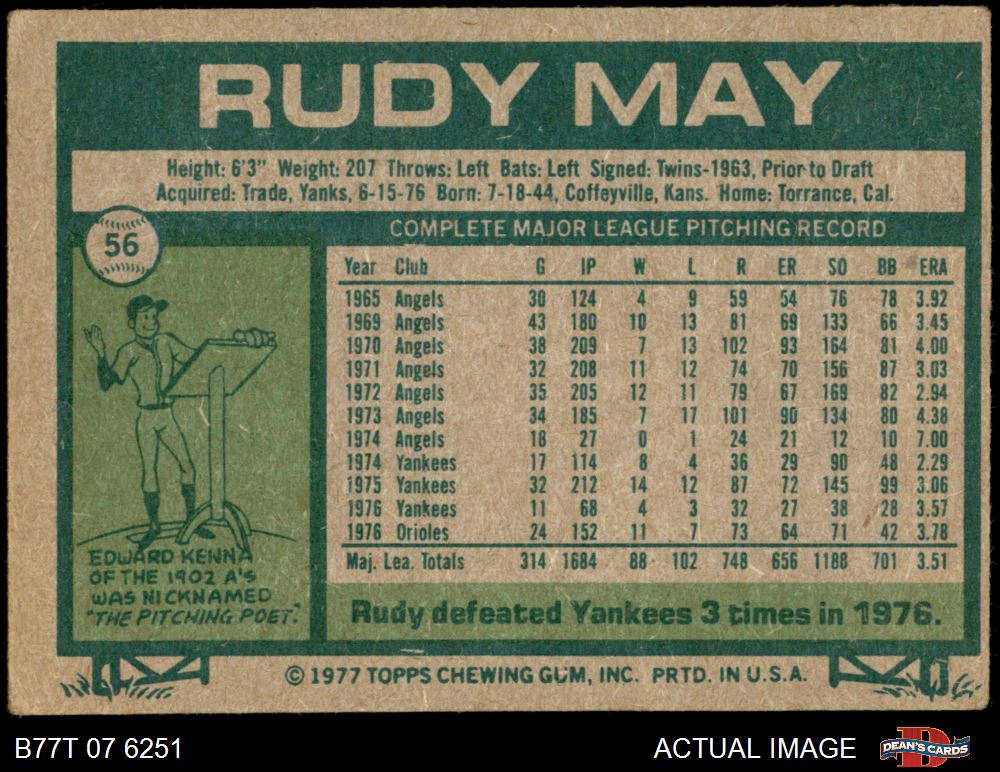 RUDY MAY
Height: 6'3" Weight: 207 Throws: Left Bats: Left Signed: Twins-1963, Prior to Draft
Acquired: Trade, Yanks, 6-15-76 Born: 7-18-44, Coffeyville, Kans. Home: Torrance, Cal.
56
COMPLETE MAJOR LEAGUE PITCHING RECORD
Year Club G IP W L R ER SO BB ERA
1965 Angels 30 124 4 9 59 54 76 78 3.92
1969 Angels 43 180 10 13 81 69 133 66 3.45
1970 Angels 38 209 7 13 102 93 164 81 4.00
1971 Angels 32 208 11 12 74 70 156 87 3.03
1972 Angels 35 205 12 11 79 67 169 82 2.94
1973 Angels 34 185 7 17 101 90 134 80 4.38
1974 Angels 18 27 0 1 24 21 12 10 7.00
1974 Yankees 17 114 8 4 36 29 90 48 2.29
1975 Yankees 32 212 14 12 87 72 145 99 3.06
1976 Yankees 11 68 4 3 32 27 38 28 3.57
1976 Orioles 24 152 11 7 73 64 71 42 3.78
Maj. Lea. Totals 314 1684 88 102 748 656 1188 701 3.51
EDWARD KENNA
OF THE 1902 A'S
WAS NICKNAMED
"THE PITCHING POET."
Rudy defeated Yankees 3 times in 1976.
© 1977 TOPPS CHEWING GUM, INC. PRTD. IN U.S.A.
B77T 07 6251
ACTUAL IMAGE
D
DEAN'S CARDS